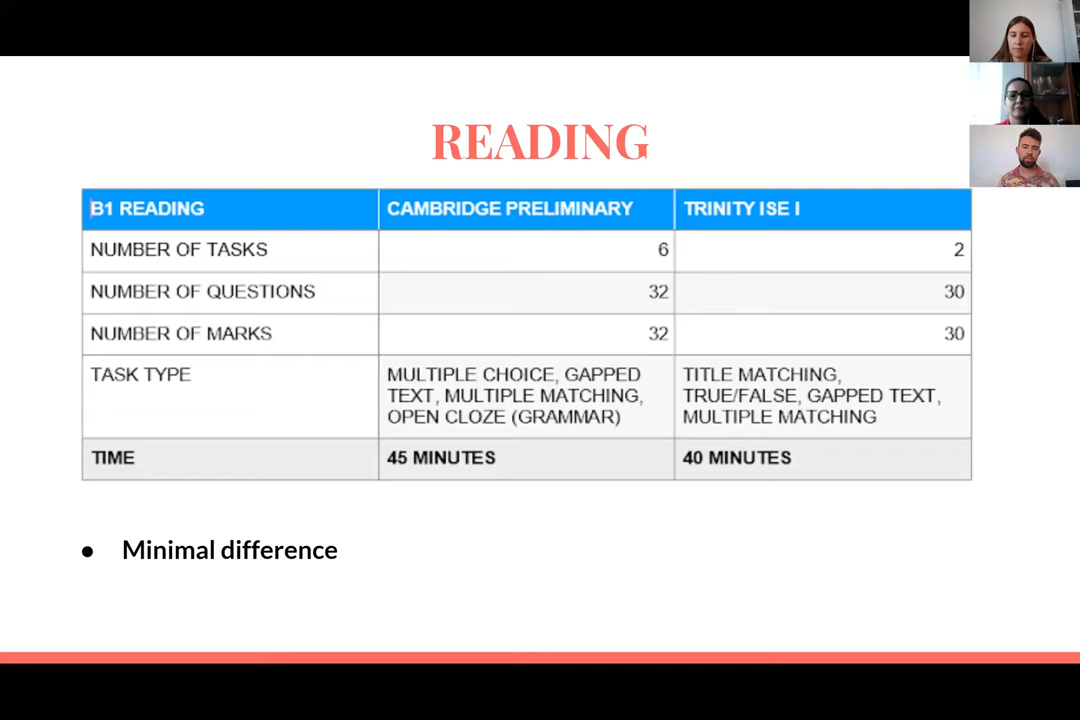 READING
B1 READING CAMBRIDGE PRELIMINARY TRINITY ISE I
NUMBER OF TASKS 6 2
NUMBER OF QUESTIONS 32 30
NUMBER OF MARKS 32 30
TASK TYPE MULTIPLE CHOICE, GAPPED TITLE MATCHING,
TEXT, MULTIPLE MATCHING, TRUE/FALSE, GAPPED TEXT,
OPEN CLOZE (GRAMMAR) MULTIPLE MATCHING
TIME 45 MINUTES 40 MINUTES
● Minimal difference